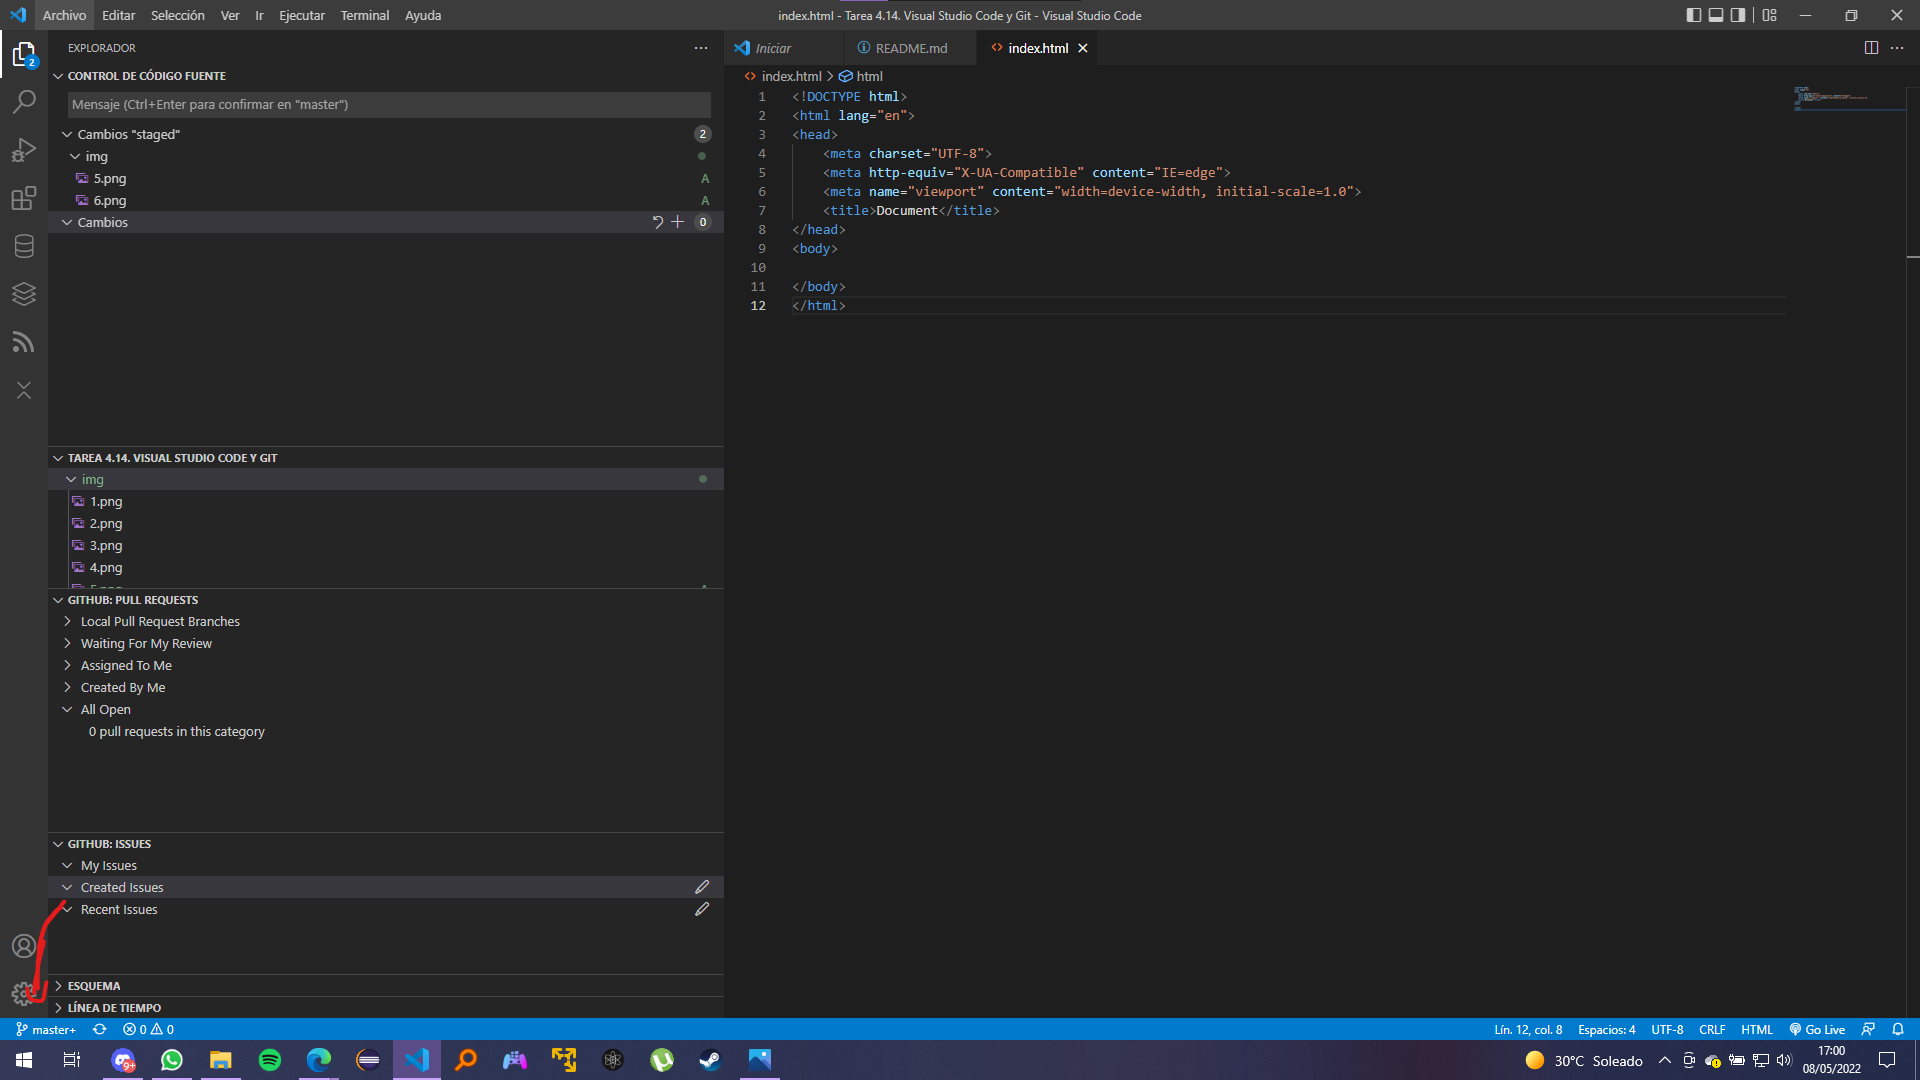 Archivo Editar Selección Ver Ir Ejecutar Terminal Ayuda
index.html - Tarea 4.14. Visual Studio Code y Git - Visual Studio Code
EXPLORADOR
2
CONTROL DE CÓDIGO FUENTE
Mensaje (Ctrl+Enter para confirmar en "master")
Cambios "staged" 2
img
5.png A
6.png A
Cambios 0
TAREA 4.14. VISUAL STUDIO CODE Y GIT
img
1.png
2.png
3.png
4.png
GITHUB: PULL REQUESTS
Local Pull Request Branches
Waiting For My Review
Assigned To Me
Created By Me
All Open
0 pull requests in this category
GITHUB: ISSUES
My Issues
Created Issues
Recent Issues
ESQUEMA
LÍNEA DE TIEMPO
Iniciar README.md index.html
index.html > html
1 <!DOCTYPE html>
2 <html lang="en">
3 <head>
4 <meta charset="UTF-8">
5 <meta http-equiv="X-UA-Compatible" content="IE=edge">
6 <meta name="viewport" content="width=device-width, initial-scale=1.0">
7 <title>Document</title>
8 </head>
9 <body>
10
11 </body>
12 </html>
master+ 0 0 Lín. 12, col. 8 Espacios: 4 UTF-8 CRLF HTML Go Live
9+
30°C Soleado
17:00
08/05/2022